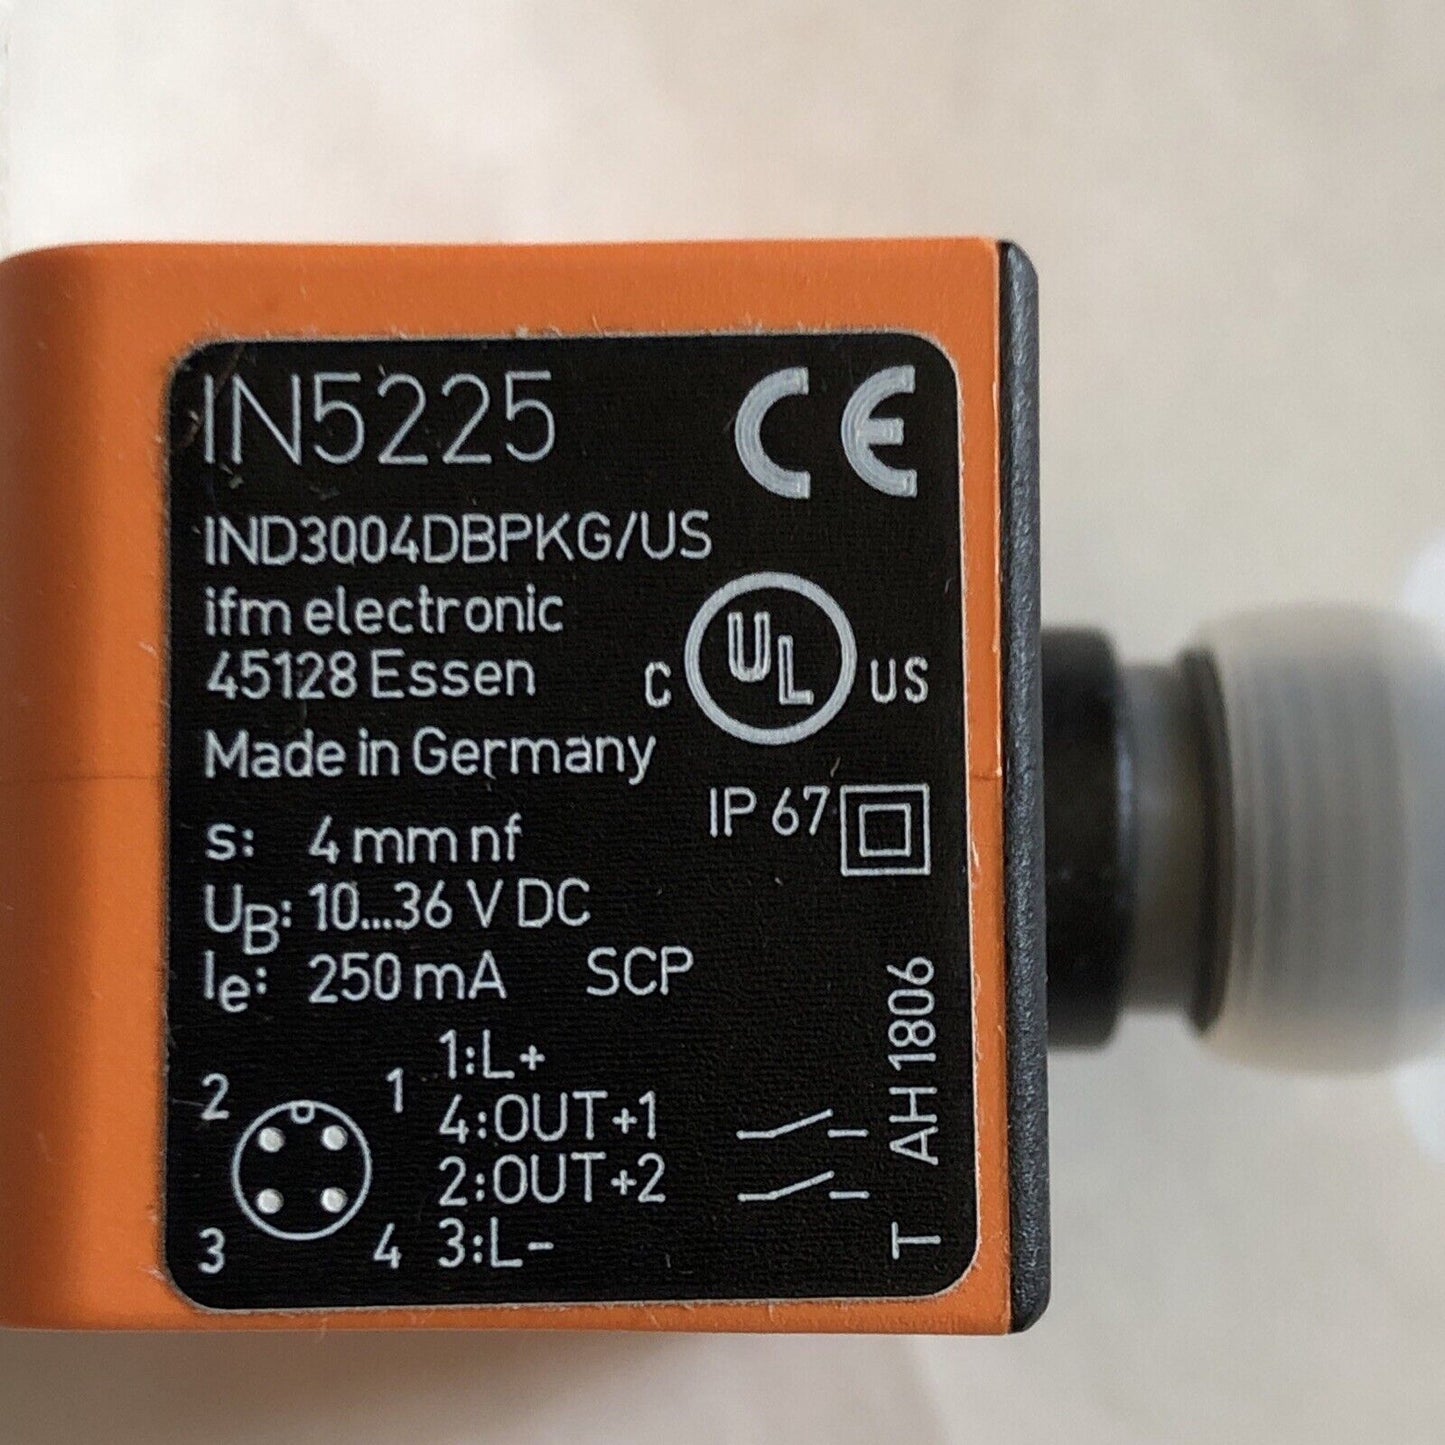 IN5225
CE
IND3004DBPKG/US
ifm electronic
45128 Essen
C UL US
Made in Germany
IP 67
s: 4 mm nf
UB: 10...36 V DC
Ie: 250 mA SCP
1:L+
4:OUT+1
2:OUT+2
3:L-
2 1
3 4
T AH1806